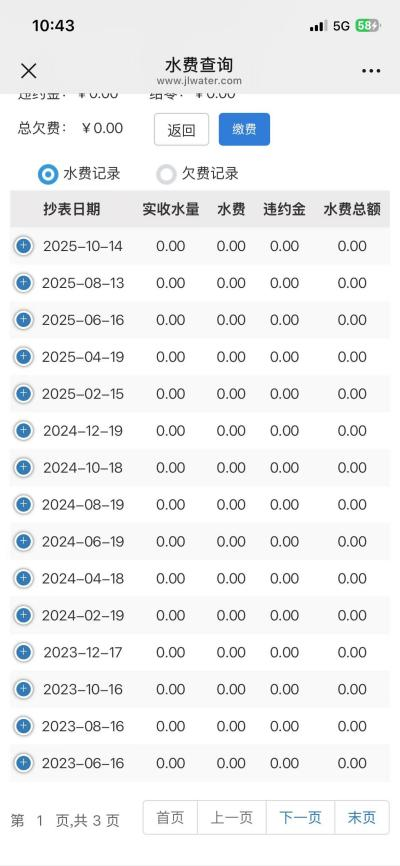 10:43 5G 58
水费查询
www.jlwater.com
违约金: ￥0.00 结零: ￥0.00
总欠费: ￥0.00 返回 缴费
水费记录 欠费记录
抄表日期 实收水量 水费 违约金 水费总额
2025-10-14 0.00 0.00 0.00 0.00
2025-08-13 0.00 0.00 0.00 0.00
2025-06-16 0.00 0.00 0.00 0.00
2025-04-19 0.00 0.00 0.00 0.00
2025-02-15 0.00 0.00 0.00 0.00
2024-12-19 0.00 0.00 0.00 0.00
2024-10-18 0.00 0.00 0.00 0.00
2024-08-19 0.00 0.00 0.00 0.00
2024-06-19 0.00 0.00 0.00 0.00
2024-04-18 0.00 0.00 0.00 0.00
2024-02-19 0.00 0.00 0.00 0.00
2023-12-17 0.00 0.00 0.00 0.00
2023-10-16 0.00 0.00 0.00 0.00
2023-08-16 0.00 0.00 0.00 0.00
2023-06-16 0.00 0.00 0.00 0.00
第 1 页,共 3 页 首页 上一页 下一页 末页